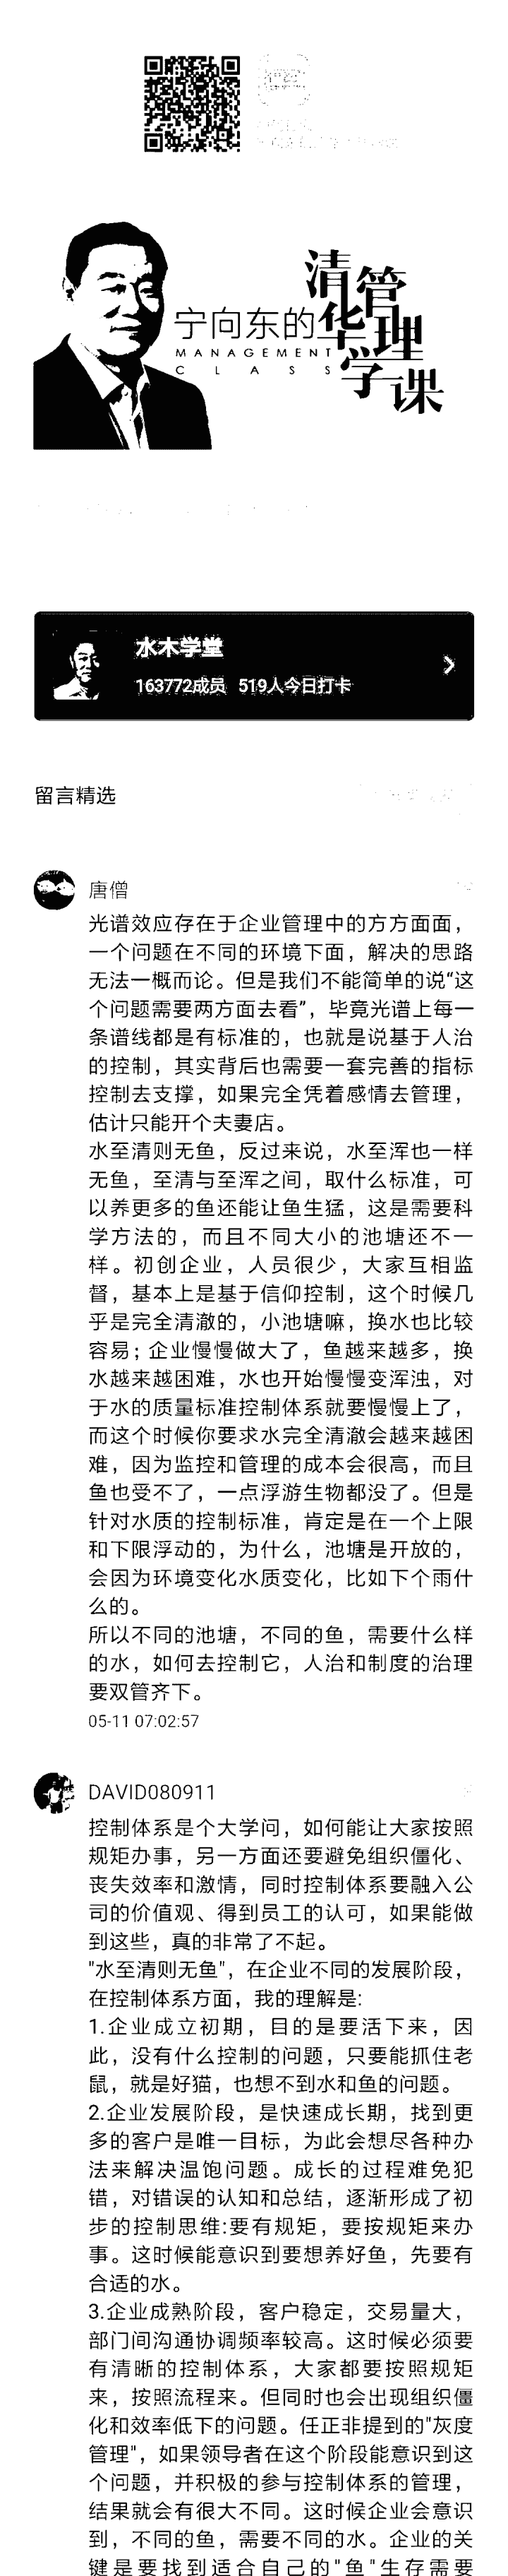 宁向东的
清华管理学课
MANAGEMENT
CLASS
水木学堂
163772成员 519人今日打卡
留言精选
唐僧
光谱效应存在于企业管理中的方方面面，
一个问题在不同的环境下面，解决的思路
无法一概而论。但是我们不能简单的说“这
个问题需要两方面去看”，毕竟光谱上每一
条谱线都是有标准的，也就是说基于人治
的控制，其实背后也需要一套完善的指标
控制去支撑，如果完全凭着感情去管理，
估计只能开个夫妻店。
水至清则无鱼，反过来说，水至浑也一样
无鱼，至清与至浑之间，取什么标准，可
以养更多的鱼还能让鱼生猛，这是需要科
学方法的，而且不同大小的池塘还不一
样。初创企业，人员很少，大家互相监
督，基本上是基于信仰控制，这个时候几
乎是完全清澈的，小池塘嘛，换水也比较
容易；企业慢慢做大了，鱼越来越多，换
水越来越困难，水也开始慢慢变浑浊，对
于水的质量标准控制体系就要慢慢上了，
而这个时候你要求水完全清澈会越来越困
难，因为监控和管理的成本会很高，而且
鱼也受不了，一点浮游生物都没了。但是
针对水质的控制标准，肯定是在一个上限
和下限浮动的，为什么，池塘是开放的，
会因为环境变化水质变化，比如下个雨什
么的。
所以不同的池塘，不同的鱼，需要什么样
的水，如何去控制它，人治和制度的治理
要双管齐下。
05-11 07:02:57
DAVID080911
控制体系是个大学问，如何能让大家按照
规矩办事，另一方面还要避免组织僵化、
丧失效率和激情，同时控制体系要融入公
司的价值观、得到员工的认可，如果能做
到这些，真的非常了不起。
"水至清则无鱼"，在企业不同的发展阶段，
在控制体系方面，我的理解是:
1.企业成立初期，目的是要活下来，因
此，没有什么控制的问题，只要能抓住老
鼠，就是好猫，也想不到水和鱼的问题。
2.企业发展阶段，是快速成长期，找到更
多的客户是唯一目标，为此会想尽各种办
法来解决温饱问题。成长的过程难免犯
错，对错误的认知和总结，逐渐形成了初
步的控制思维:要有规矩，要按规矩来办
事。这时候能意识到要想养好鱼，先要有
合适的水。
3.企业成熟阶段，客户稳定，交易量大，
部门间沟通协调频率较高。这时候必须要
有清晰的控制体系，大家都要按照规矩
来，按照流程来。但同时也会出现组织僵
化和效率低下的问题。任正非提到的"灰度
管理"，如果领导者在这个阶段能意识到这
个问题，并积极的参与控制体系的管理，
结果就会有很大不同。这时候企业会意识
到，不同的鱼，需要不同的水。企业的关
键是要找到适合自己的"鱼"生存需要